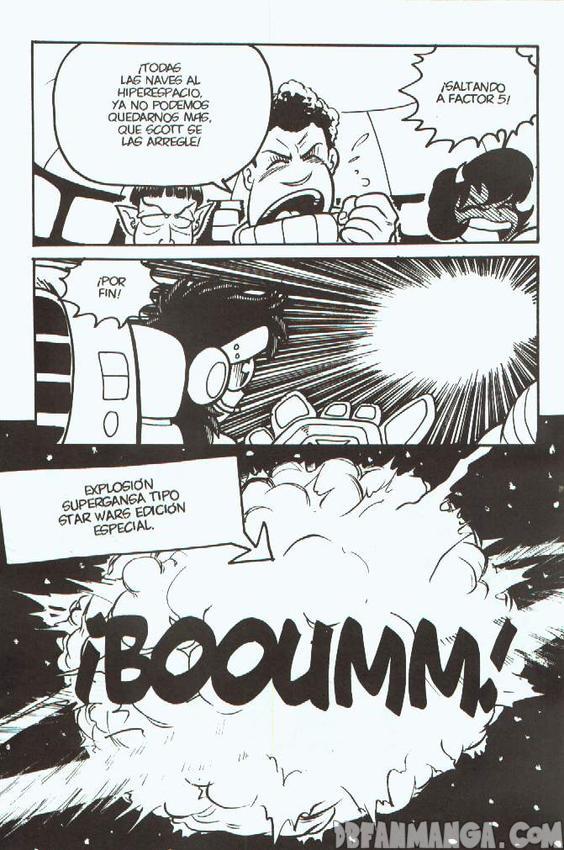 ¡TODAS
LAS NAVES AL
HIPERESPACIO,
YA NO PODEMOS
QUEDARNOS MAS,
QUE SCOTT SE
LAS ARREGLE!
¡SALTANDO
A FACTOR 5!
¡POR
FIN!
EXPLOSIÓN
SUPERGANSA TIPO
STAR WARS EDICIÓN
ESPECIAL.
¡BOOUMM!
DBFANMANGA.COM